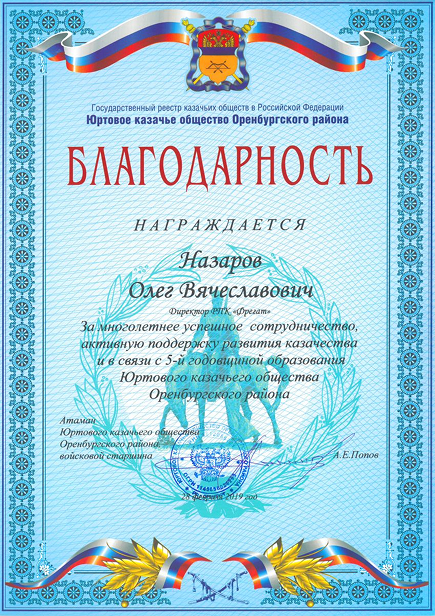 Государственный реестр казачьих обществ в Российской Федерации
Юртовое казачье общество Оренбургского района
БЛАГОДАРНОСТЬ
НАГРАЖДАЕТСЯ
Назаров
Олег Вячеславович
Директор РПК «Фрегат»
За многолетнее успешное сотрудничество,
активную поддержку развития казачества
и в связи с 5-й годовщиной образования
Юртового казачьего общества
Оренбургского района
Атаман
Юртового казачьего общества
Оренбургского района,
войсковой старшина
А.Е.Попов
28 февраля 2019 год